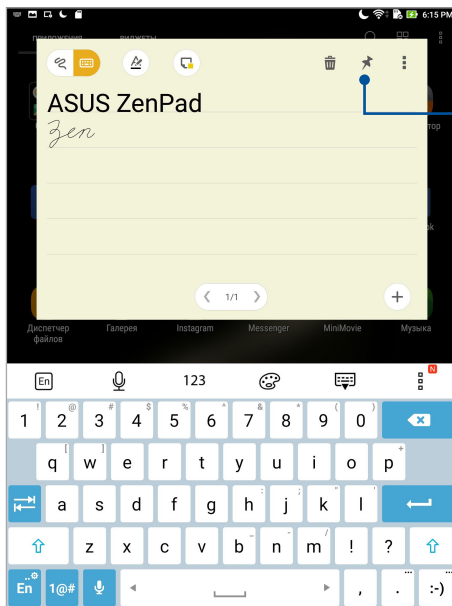 6:15 PM
ПРИЛОЖЕНИЯ ВИДЖЕТЫ
ASUS ZenPad
Zen
1/1
Диспетчер файлов Галерея Instagram Messenger MiniMovie Музыка
En 123 N
1 ! 2 @ 3 # 4 $ 5 % 6 ^ 7 & 8 * 9 ( 0 )
q [ w ] e r t y u i o p +
a s d f g h : j ; k " l '
z x c v b _ n - m / ! ?
En 1@# , . ... :-) ...